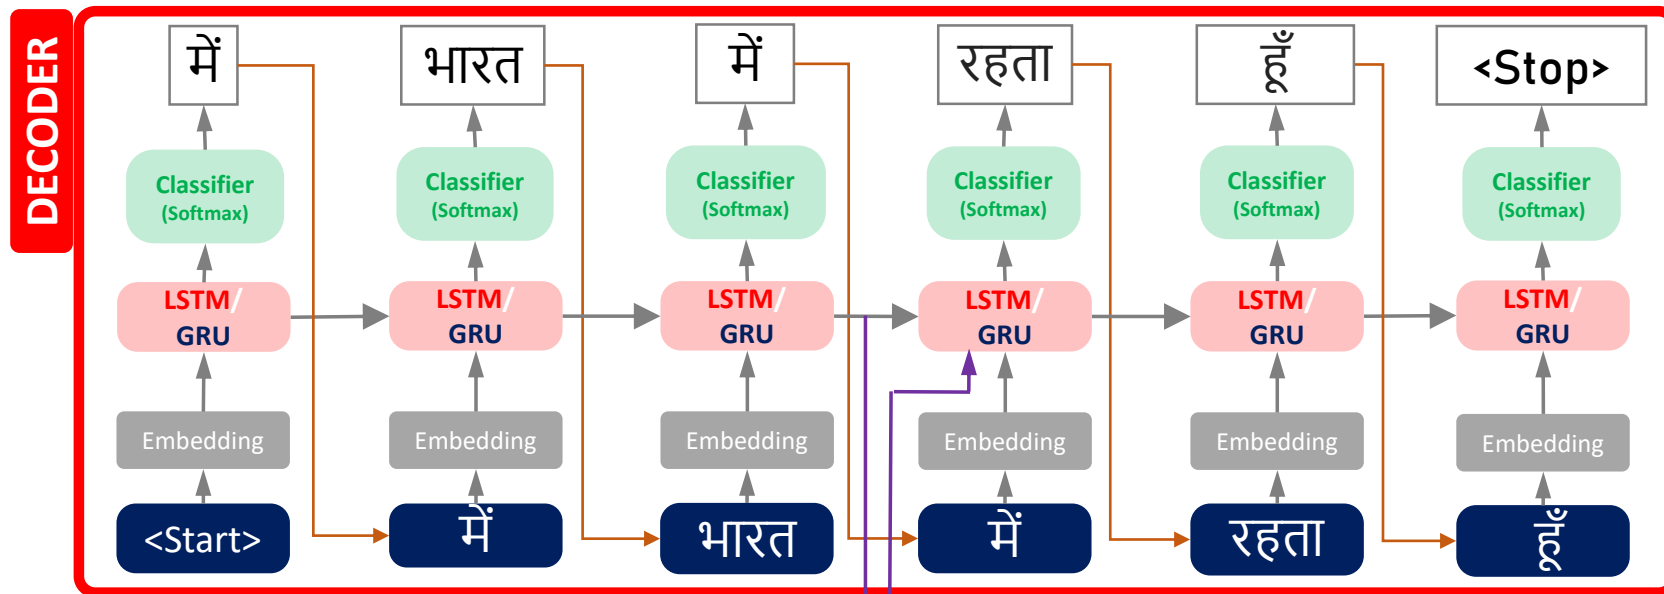 DECODER
में
भारत
में
रहता
हूँ
<Stop>
Classifier
(Softmax)
Classifier
(Softmax)
Classifier
(Softmax)
Classifier
(Softmax)
Classifier
(Softmax)
Classifier
(Softmax)
LSTM/
GRU
LSTM/
GRU
LSTM/
GRU
LSTM/
GRU
LSTM/
GRU
LSTM/
GRU
Embedding
Embedding
Embedding
Embedding
Embedding
Embedding
<Start>
में
भारत
में
रहता
हूँ